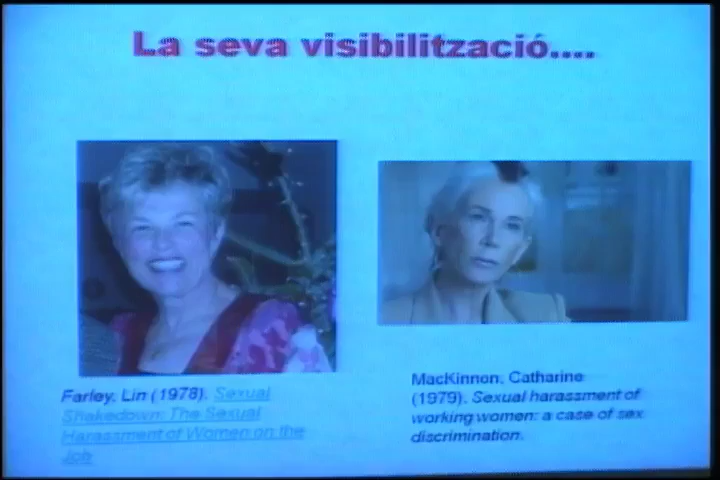 La seva visibilització....
Farley, Lin (1978). Sexual
Shakedown: The Sexual
Harassment of Women on the
Job
MacKinnon, Catharine
(1979). Sexual harassment of
working women: a case of sex
discrimination.